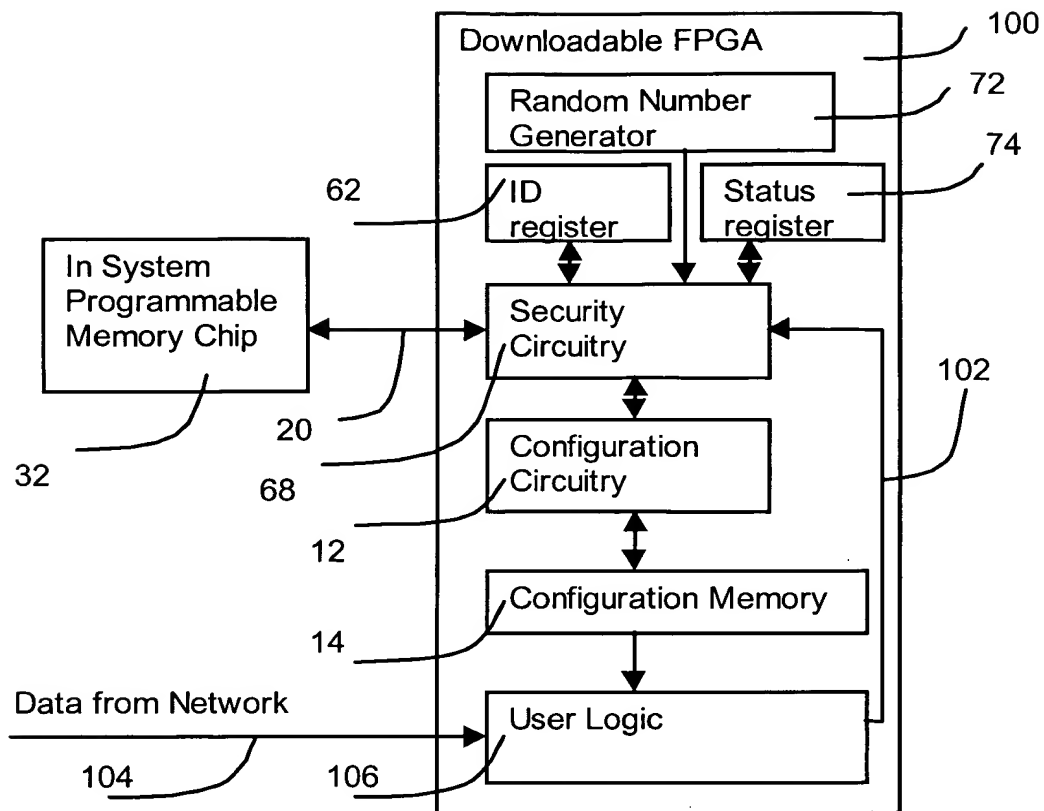 Downloadable FPGA
100
Random Number
Generator
72
74
62
ID
register
Status
register
In System
Programmable
Memory Chip
Security
Circuitry
102
20
32
68
Configuration
Circuitry
12
Configuration Memory
14
Data from Network
User Logic
104
106